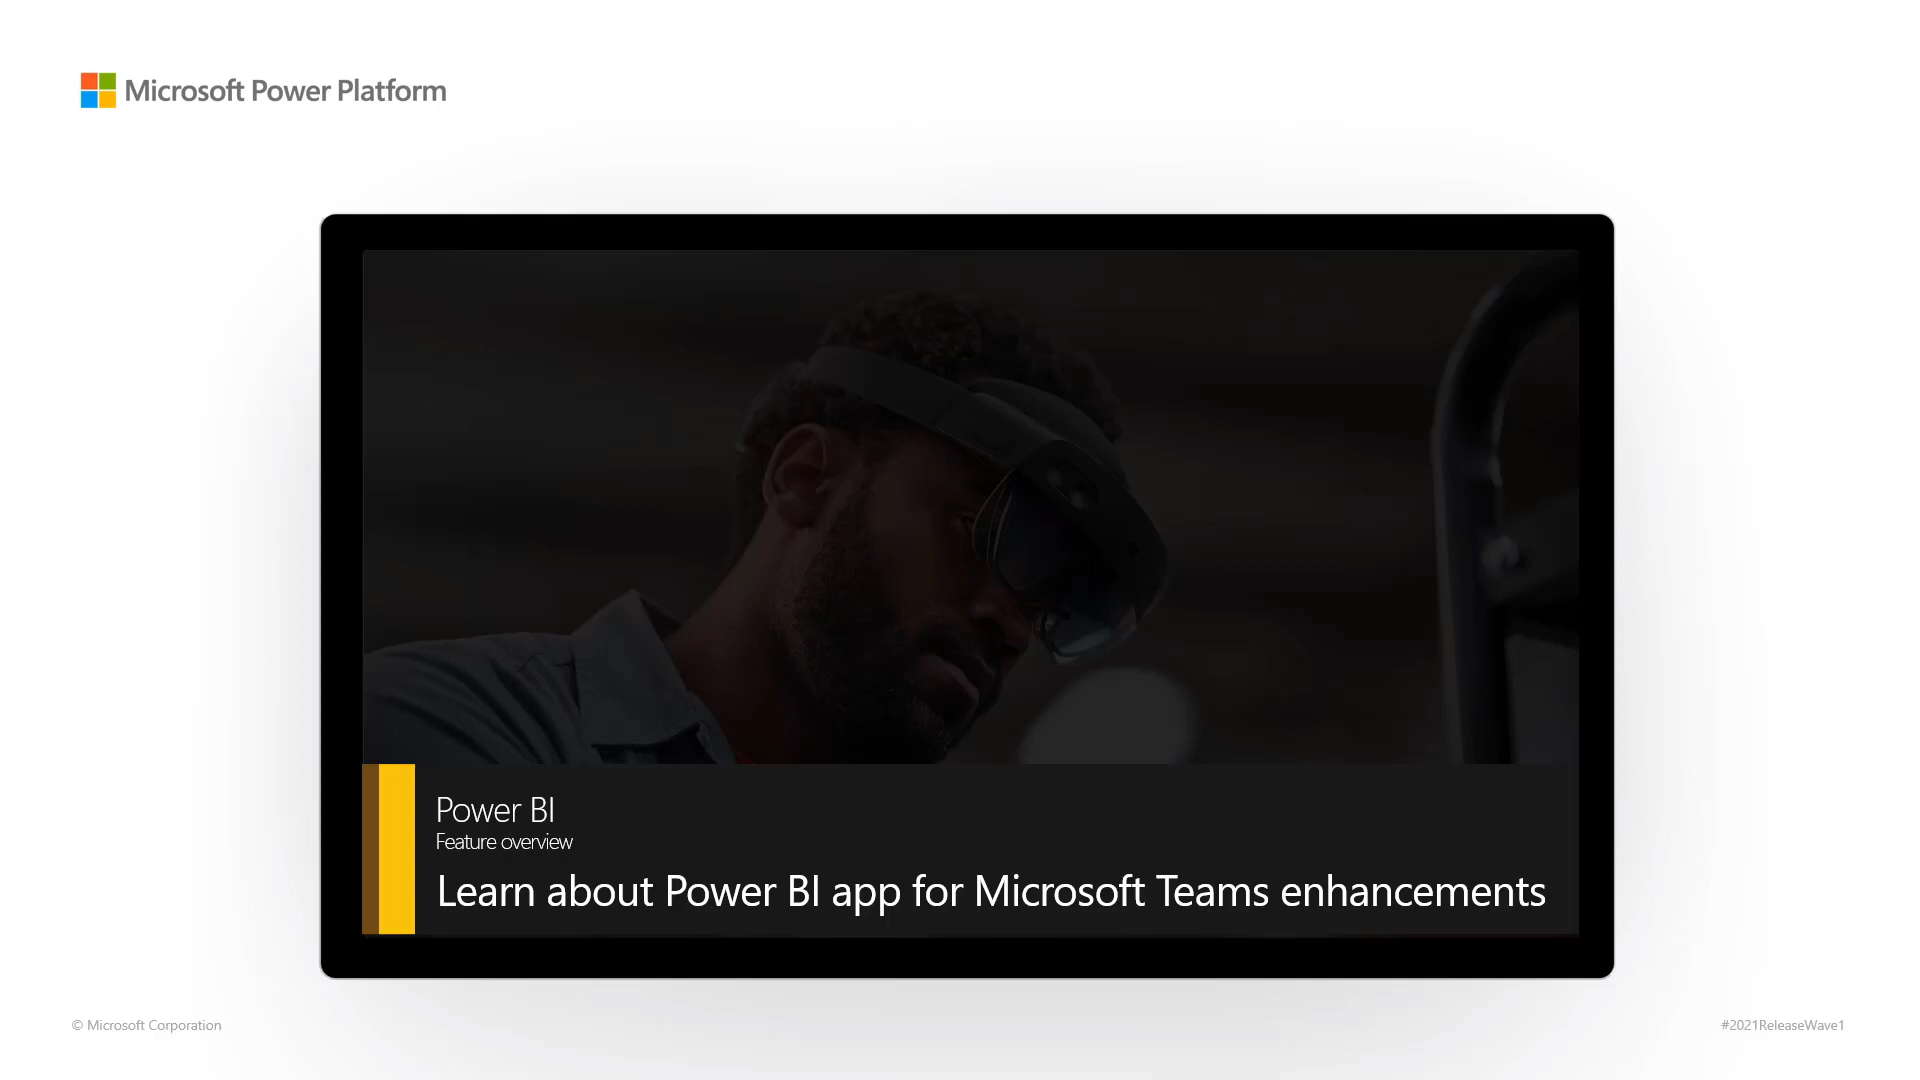 Microsoft Power Platform
Power BI
Feature overview
Learn about Power BI app for Microsoft Teams enhancements
© Microsoft Corporation
#2021ReleaseWave1